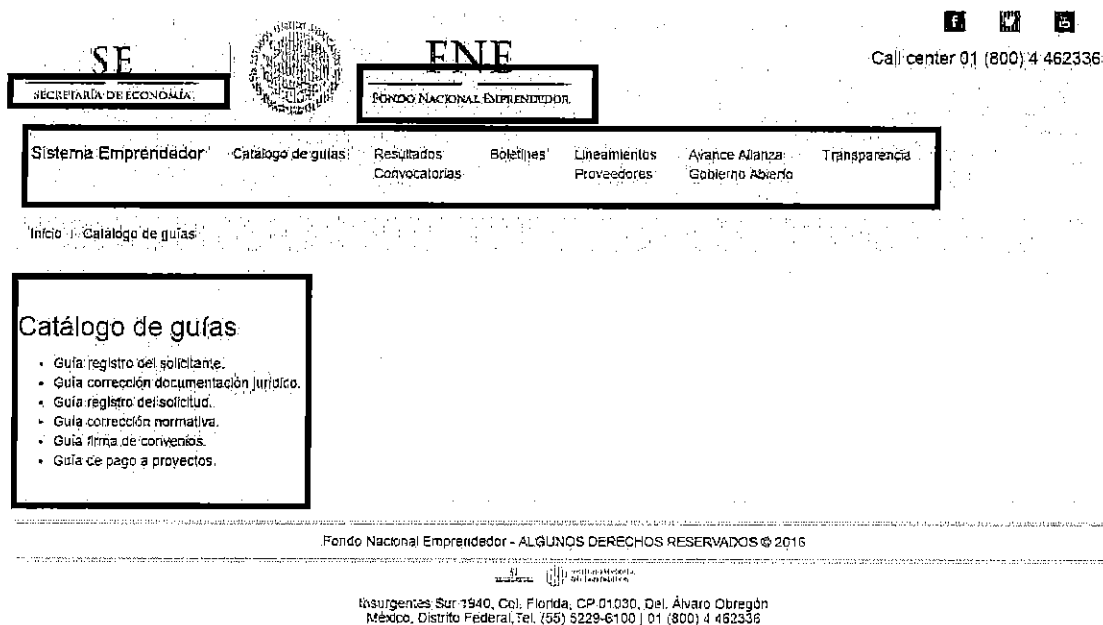 SE
SECRETARÍA DE ECONOMÍA
FNE
FONDO NACIONAL EMPRENDEDOR
Call center 01 (800) 4 462336
Sistema Emprendedor
Catálogo de guías
Resultados
Convocatorias
Boletines
Lineamientos
Proveedores
Avance Alianza
Gobierno Abierto
Transparencia
Inicio
Catálogo de guías
Catálogo de guías
• Guía registro del solicitante.
• Guía corrección documentación jurídico.
• Guía registro del solicitud.
• Guía corrección normativa.
• Guía firma de convenios.
• Guía de pago a proyectos.
Fondo Nacional Emprendedor - ALGUNOS DERECHOS RESERVADOS © 2016
SE
Insurgentes Sur 1940, Col. Florida, CP 01030, Del. Álvaro Obregón
México, Distrito Federal, Tel. (55) 5229-6100 | 01 (800) 4 462336